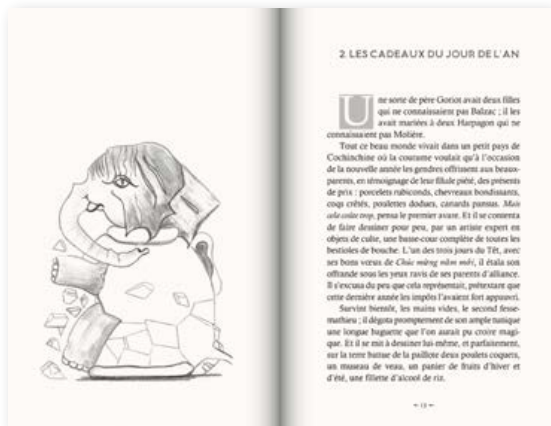 2. LES CADEAUX DU JOUR DE L'AN
Une sorte de père Goriot avait deux filles
qui ne connaissaient pas Balzac ; il les
avait mariées à deux Harpagon qui ne
connaissaient pas Molière.
Tout ce beau monde vivait dans un petit pays de
Cochinchine où la coutume voulait qu'à l'occasion
de la nouvelle année les gendres offrissent aux beaux-
parents, en témoignage de leur filiale piété, des présents
de prix : porcelets rubiconds, chevreaux bondissants,
coqs crêtés, poulettes dodues, canards pansus. Mais
cela coûte trop, pensa le premier avare. Et il se contenta
de faire dessiner pour peu, par un artiste expert en
objets de culte, une basse-cour complète de toutes les
bestioles de bouche. L'un des trois jours du Têt, avec
ses bons vœux de Chúc mừng năm mới, il étala son
offrande sous les yeux ravis de ses parents d'alliance.
Il s'excusa du peu que cela représentait, prétextant que
cette dernière année les impôts l'avaient fort appauvri.
Survint bientôt, les mains vides, le second fesse-
mathieu ; il dégota promptement de son ample tunique
une longue baguette que l'on aurait pu croire magi-
que. Et il se mit à dessiner lui-même, et parfaitement,
sur la terre battue de la paillote deux poulets coquets,
un museau de veau, un panier de fruits d'hiver et
d'été, une fillette d'alcool de riz.
13